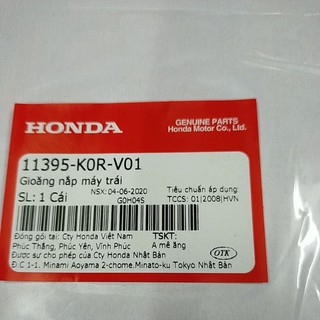 HONDA
GENUINE PARTS
Honda Motor Co., Ltd.
11395-K0R-V01
Gioăng nắp máy trái
NSX: 04-06-2020
Tiêu chuẩn áp dụng:
SL: 1 Cái
G0H04S
TCCS: 01|2008|HVN
Đóng gói tại: Cty Honda Việt Nam
TSKT:
Phúc Thắng, Phúc Yên, Vĩnh Phúc
A mê ăng
OTK
Được sự cho phép của Cty Honda Nhật Bản
Đ.C 1-1. Minami Aoyama 2-chome.Minato-ku Tokyo Nhật Bản